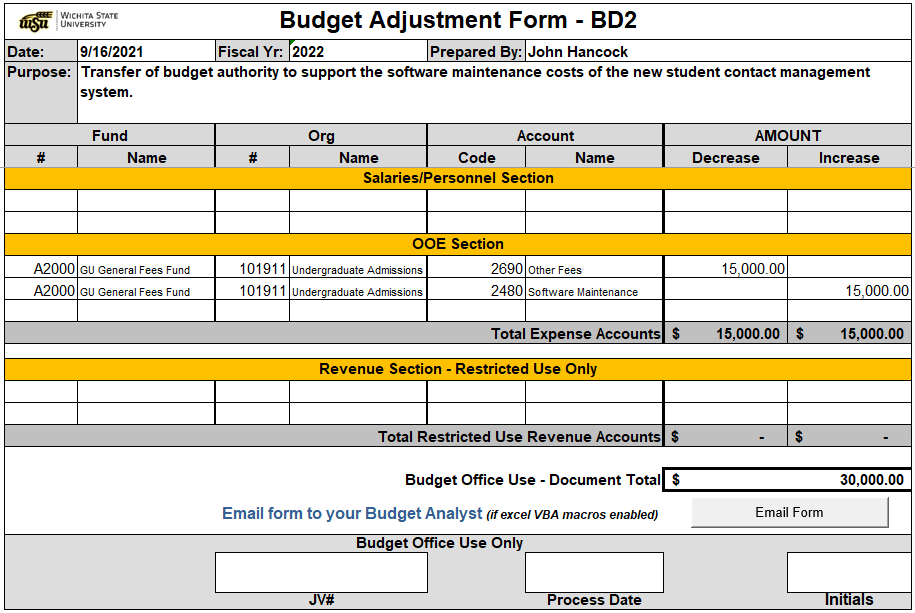 wsu WICHITA STATE UNIVERSITY Budget Adjustment Form - BD2
Date: 9/16/2021 Fiscal Yr: 2022 Prepared By: John Hancock
Purpose: Transfer of budget authority to support the software maintenance costs of the new student contact management
system.
Fund Org Account AMOUNT
# Name # Name Code Name Decrease Increase
Salaries/Personnel Section
OOE Section
A2000 GU General Fees Fund 101911 Undergraduate Admissions 2690 Other Fees 15,000.00
A2000 GU General Fees Fund 101911 Undergraduate Admissions 2480 Software Maintenance 15,000.00
Total Expense Accounts $ 15,000.00 $ 15,000.00
Revenue Section - Restricted Use Only
Total Restricted Use Revenue Accounts $ - $ -
Budget Office Use - Document Total $ 30,000.00
Email form to your Budget Analyst (if excel VBA macros enabled) Email Form
Budget Office Use Only
JV# Process Date Initials